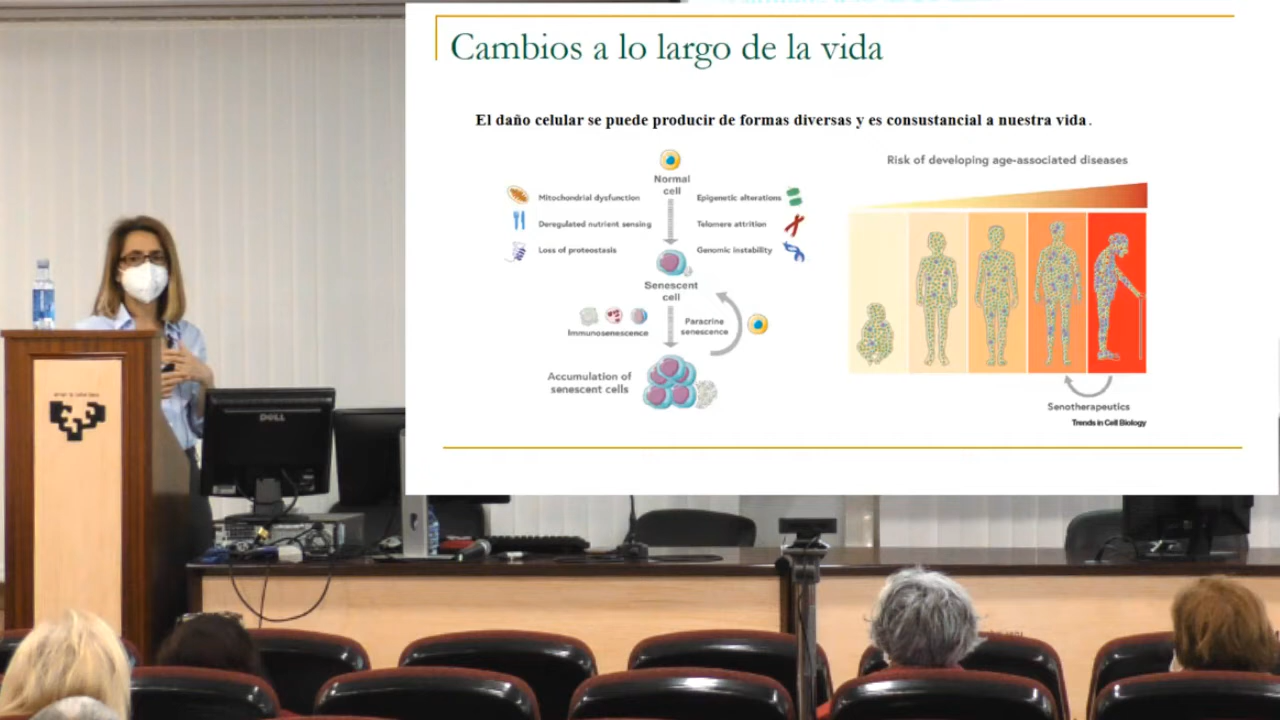 Cambios a lo largo de la vida
El daño celular se puede producir de formas diversas y es consustancial a nuestra vida.
Normal
cell
Mitochondrial dysfunction
Deregulated nutrient sensing
Loss of proteostasis
Epigenetic alterations
Telomere attrition
Genomic instability
Senescent
cell
Immunosenescence
Paracrine
senescence
Accumulation of
senescent cells
Risk of developing age-associated diseases
Senotherapeutics
Trends in Cell Biology
DELL